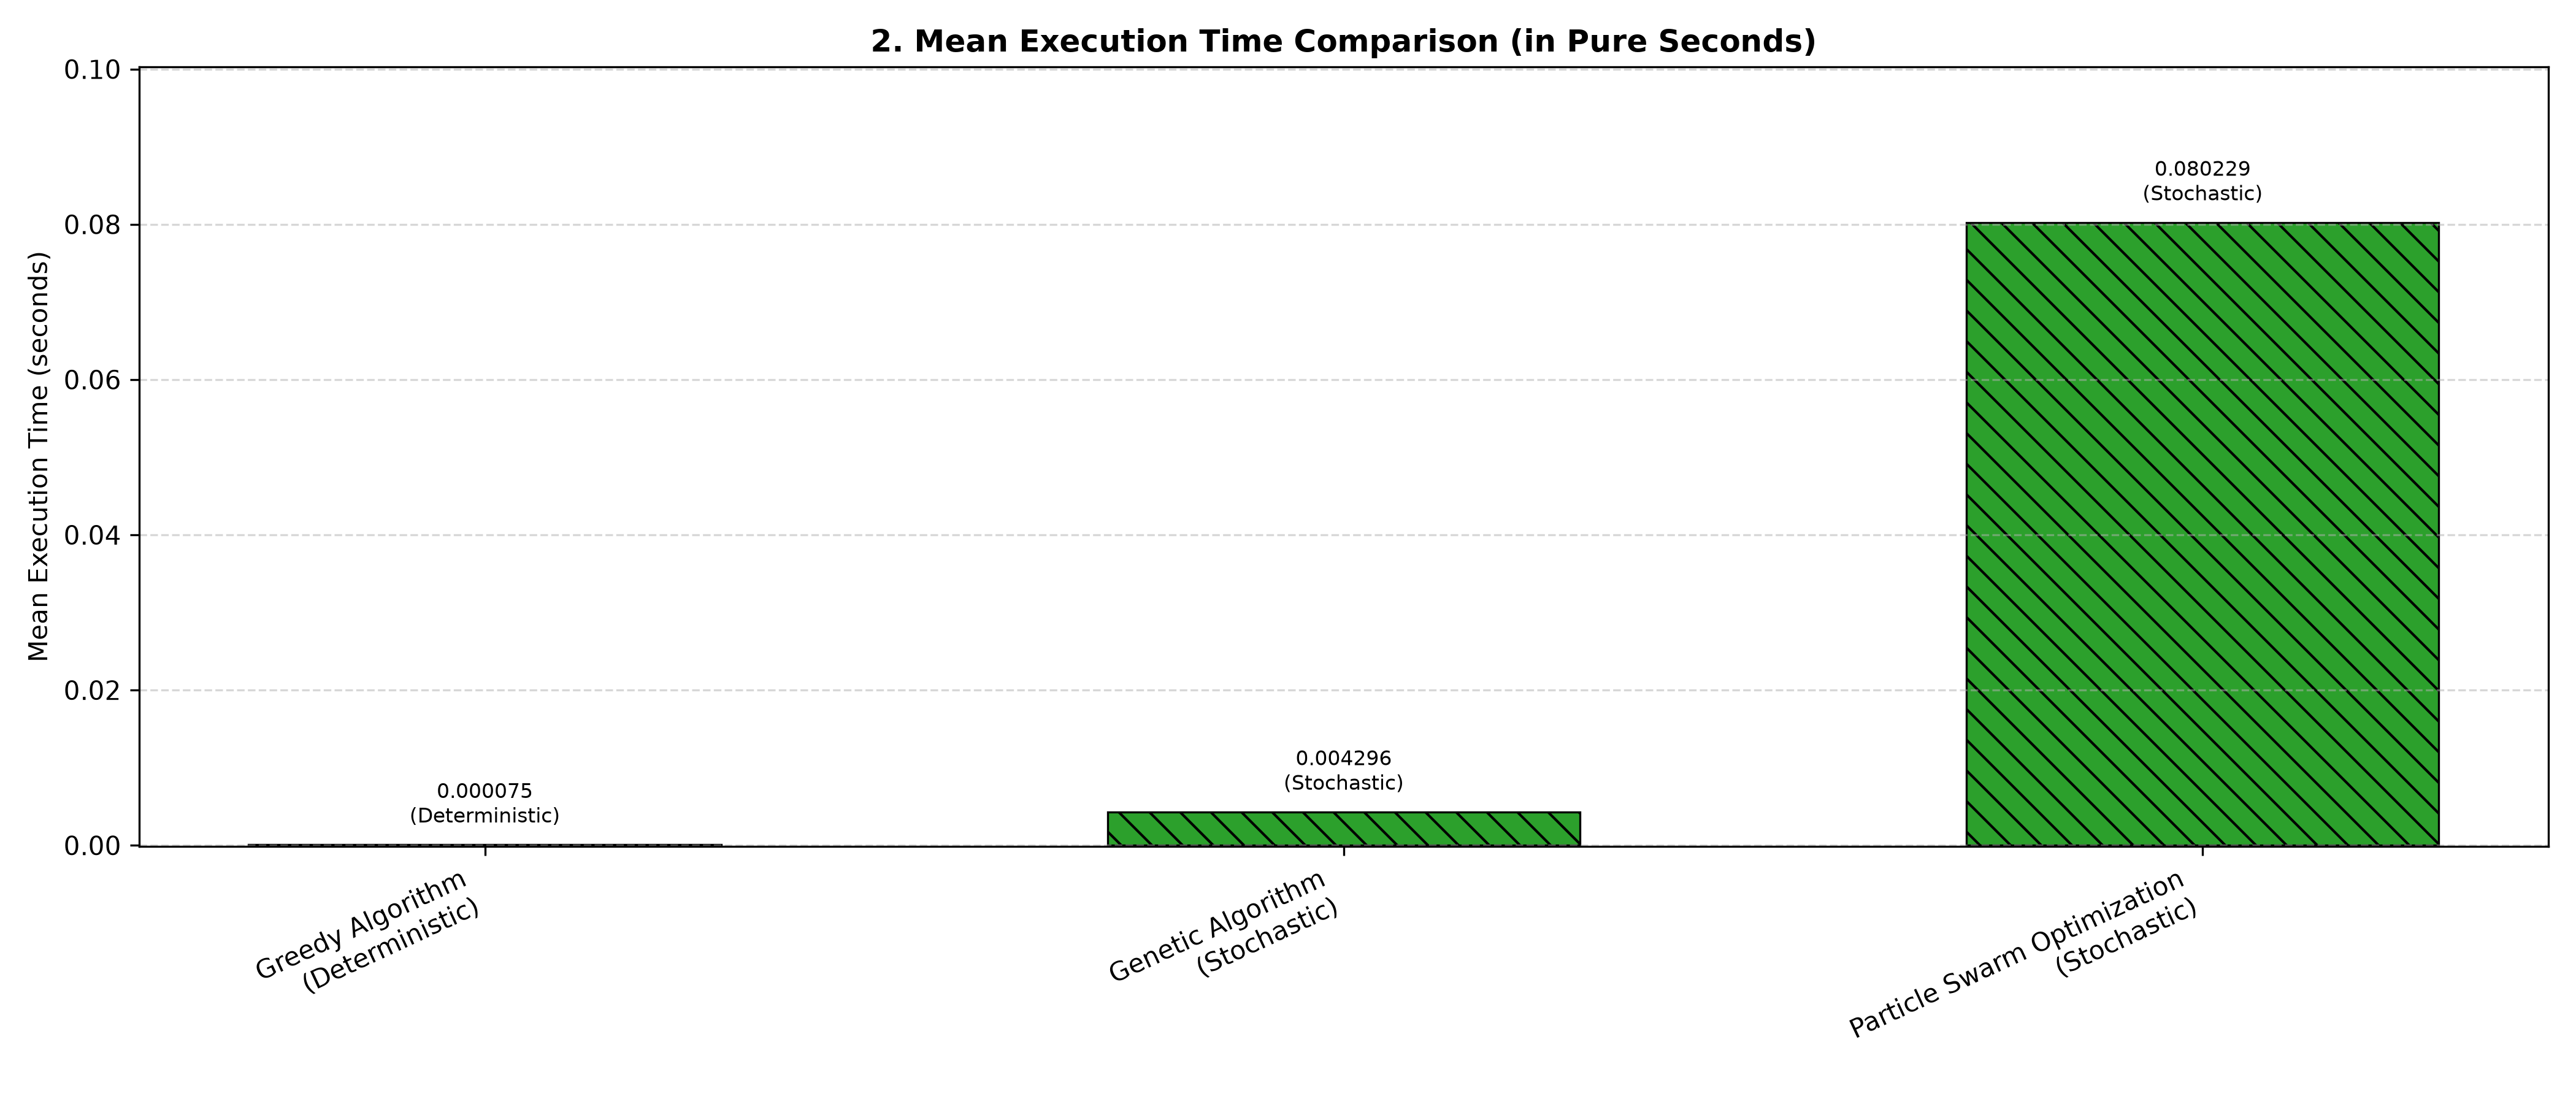 2. Mean Execution Time Comparison (in Pure Seconds)
Mean Execution Time (seconds)
0.10
0.08
0.06
0.04
0.02
0.00
0.000075
(Deterministic)
0.004296
(Stochastic)
0.080229
(Stochastic)
Greedy Algorithm
(Deterministic)
Genetic Algorithm
(Stochastic)
Particle Swarm Optimization
(Stochastic)